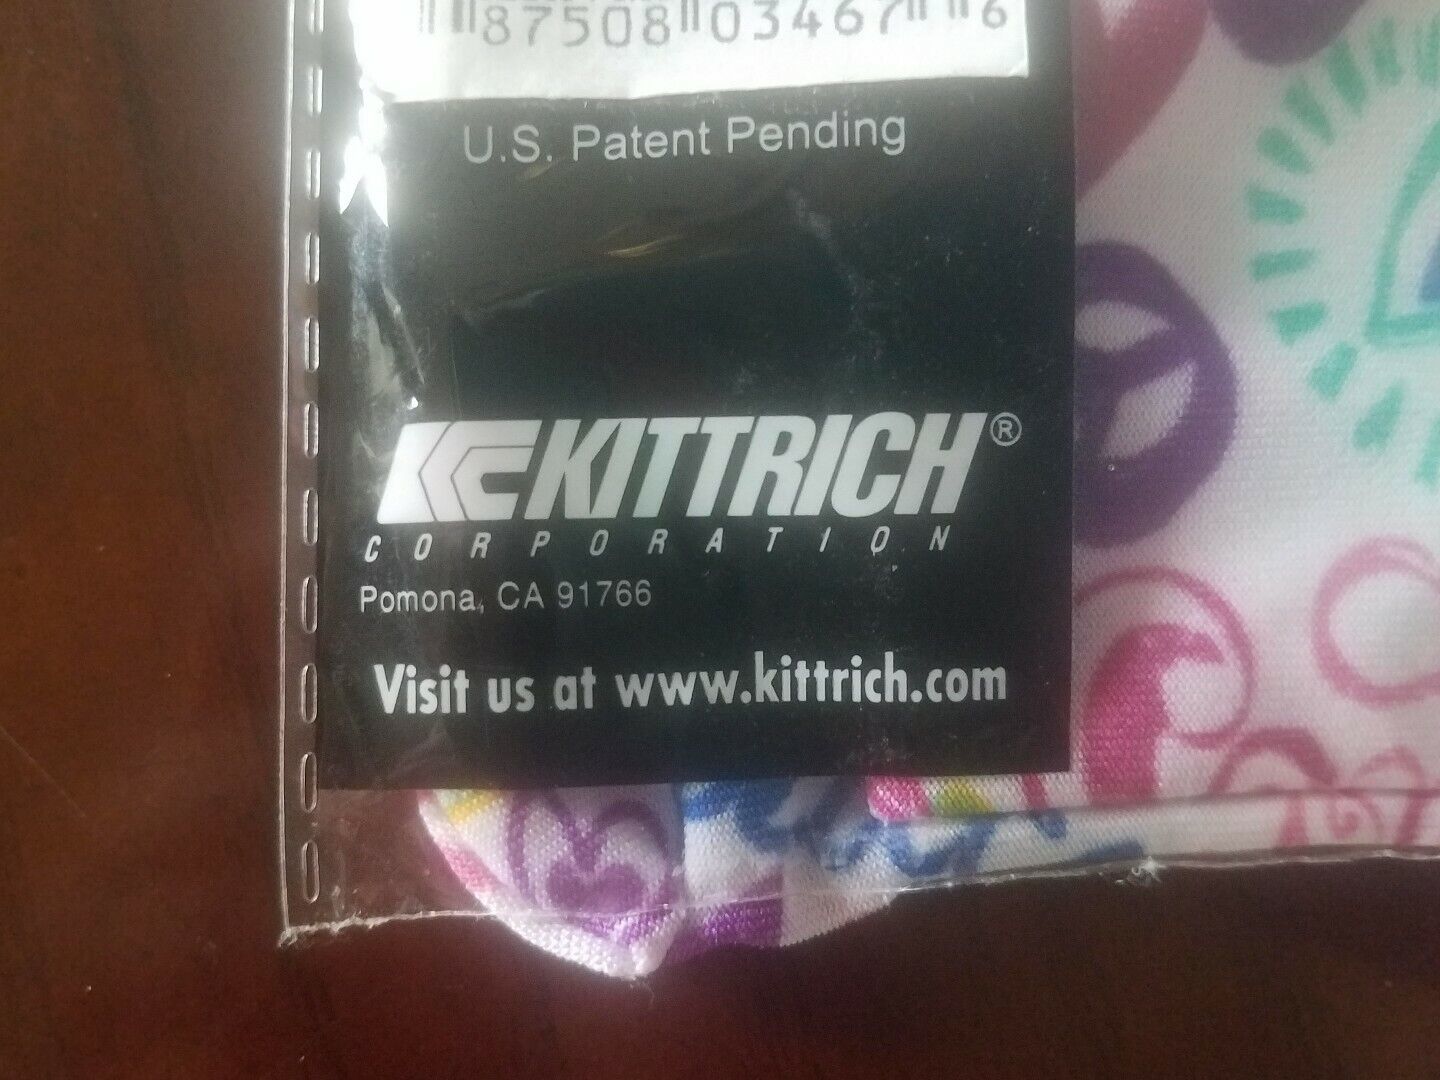 87508 03467 6
U.S. Patent Pending
KITTRICH®
CORPORATION
Pomona, CA 91766
Visit us at www.kittrich.com